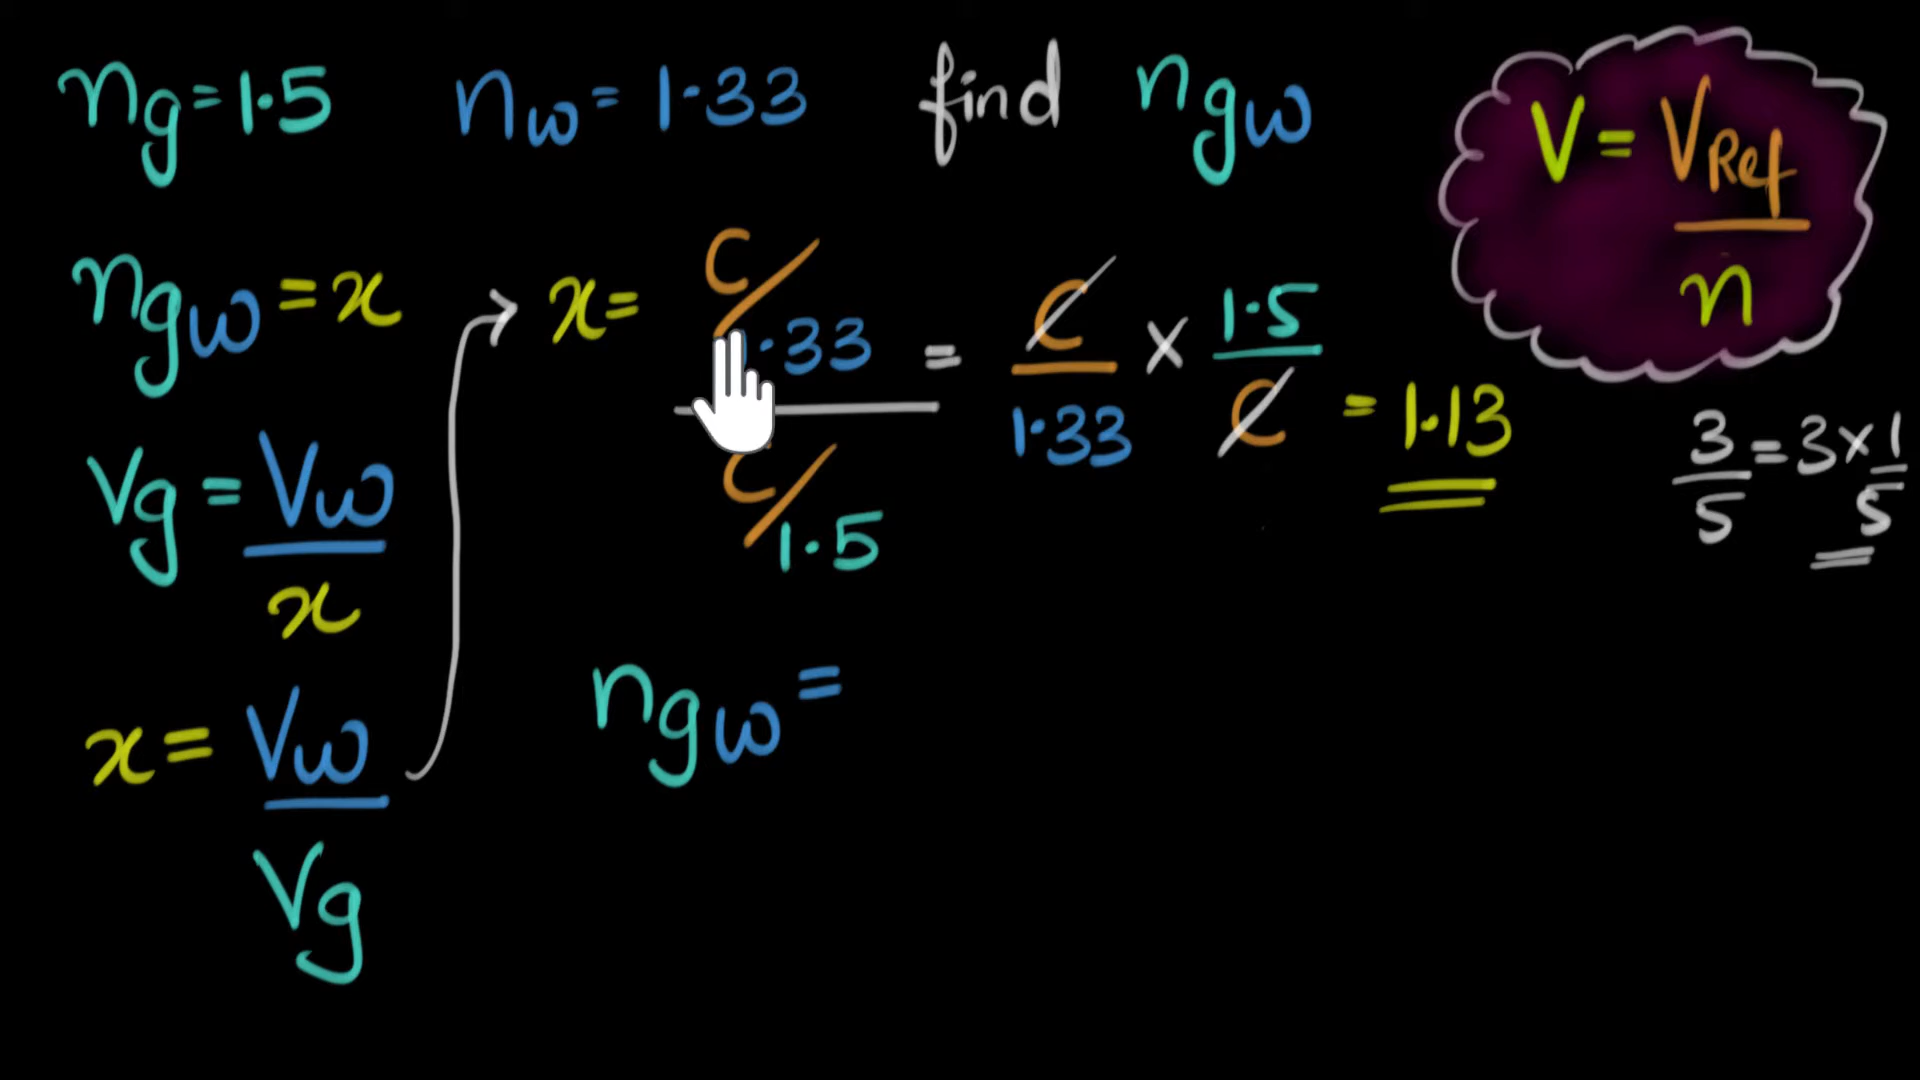 ng = 1.5 nw = 1.33 find ngw
V = VRef / n
ngw = x
x = C/1.33 / C/1.5 = C/1.33 × 1.5/C = 1.13
3/5 = 3 × 1/5
Vg = Vw / x
x = Vw / Vg
ngw =